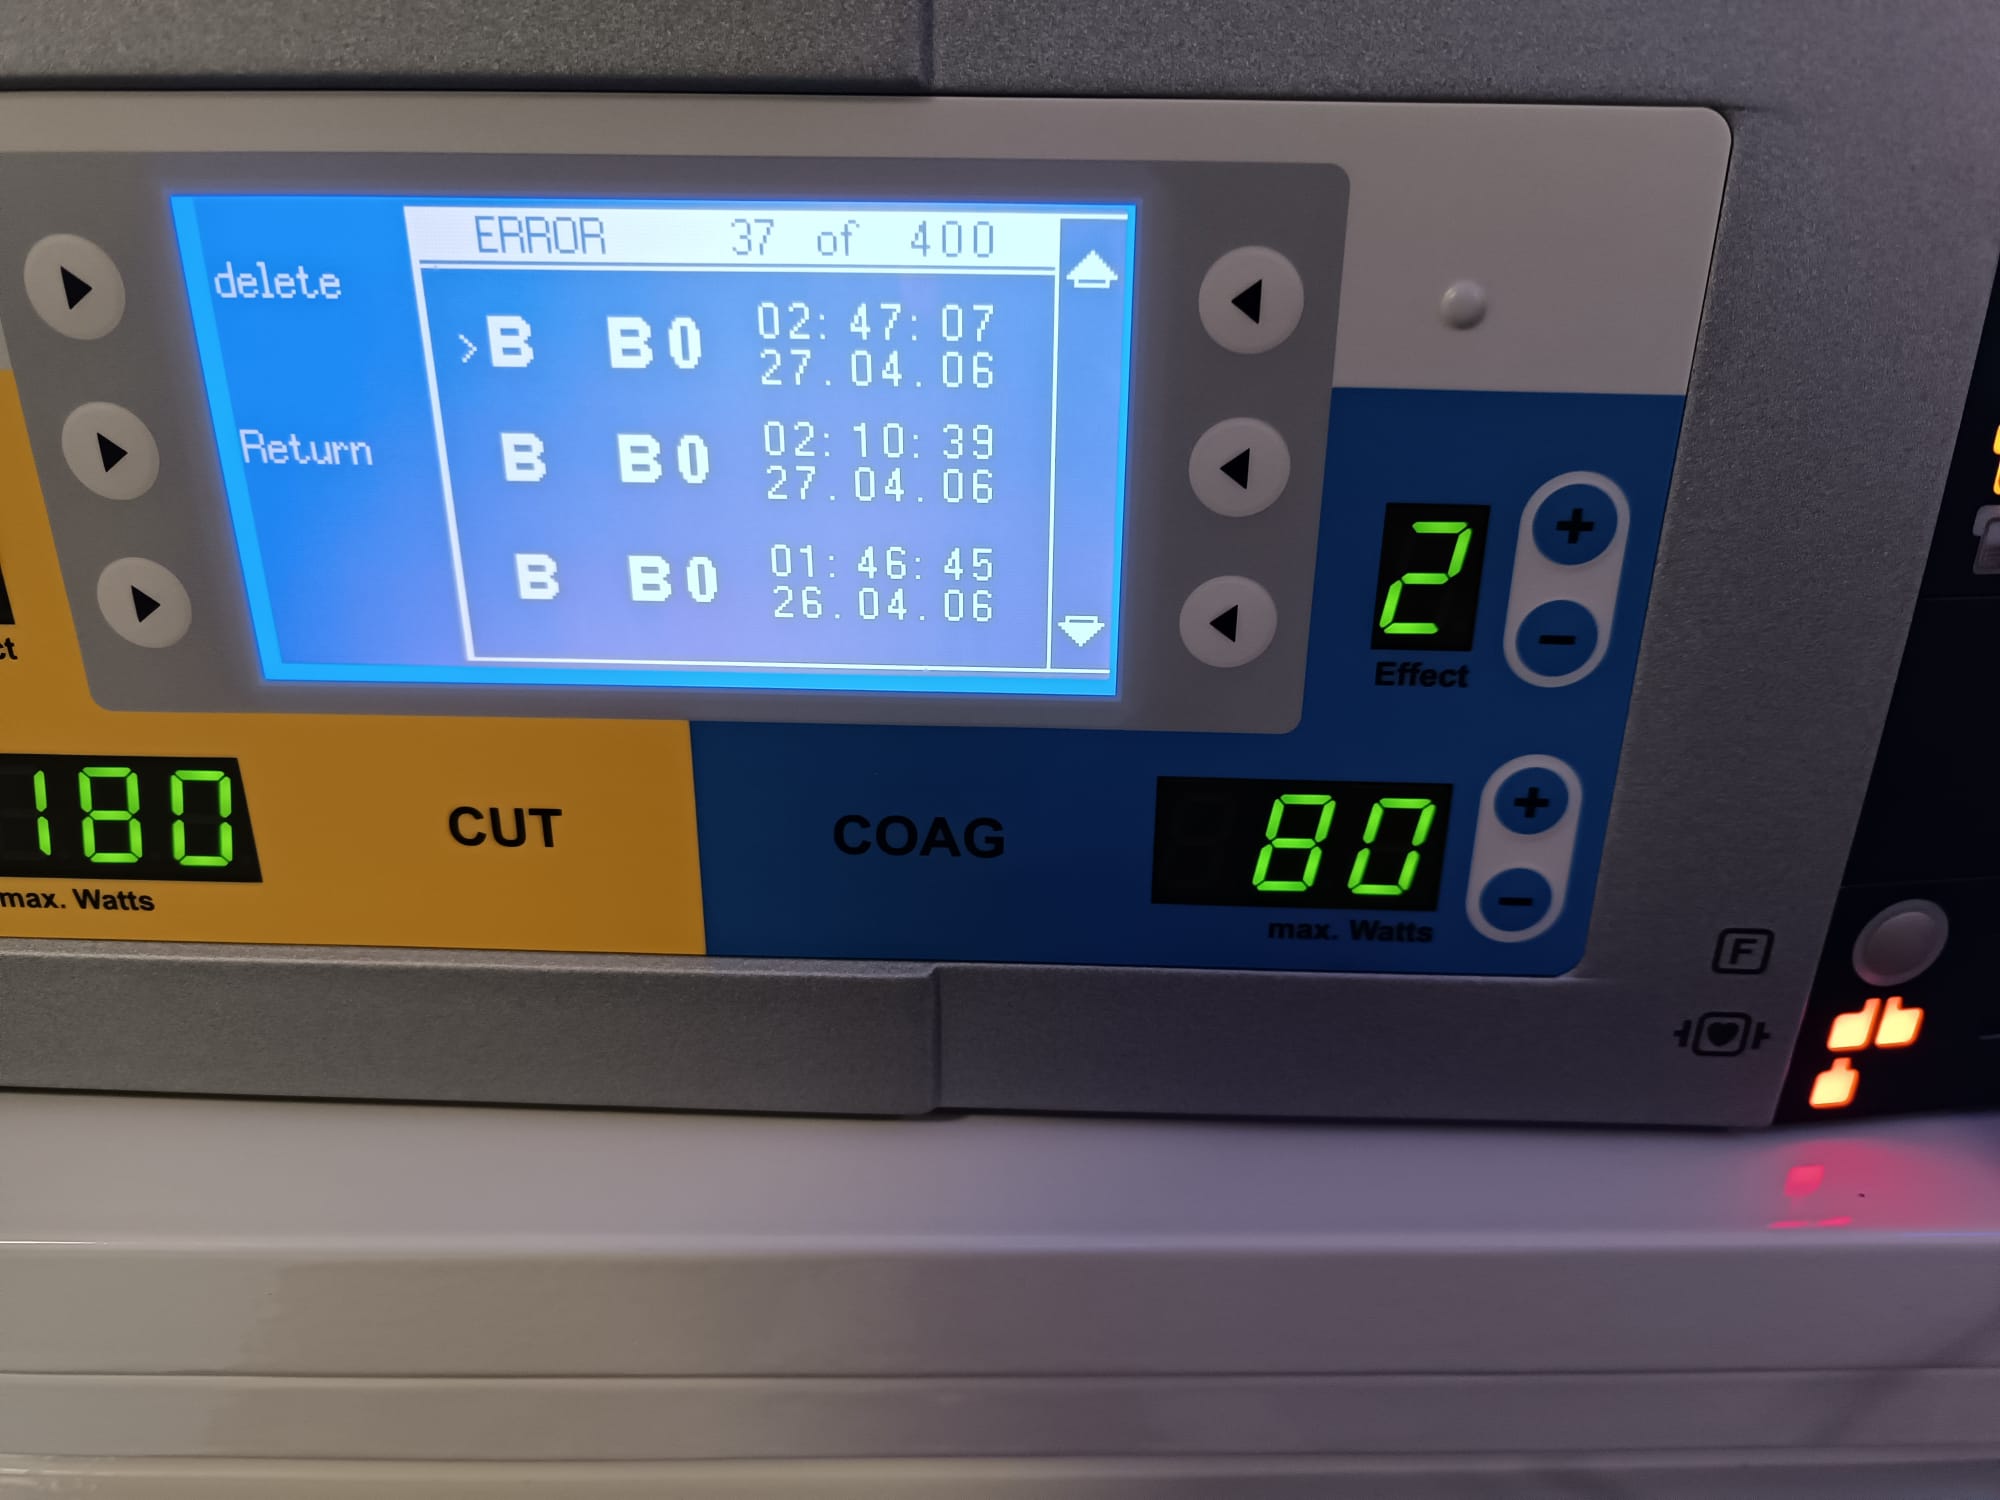 ERROR 37 of 400
delete
>B B0 02:47:07
27.04.06
Return
B B0 02:10:39
27.04.06
B B0 01:46:45
26.04.06
2
Effect
180
max. Watts
CUT
COAG
80
max. Watts
F